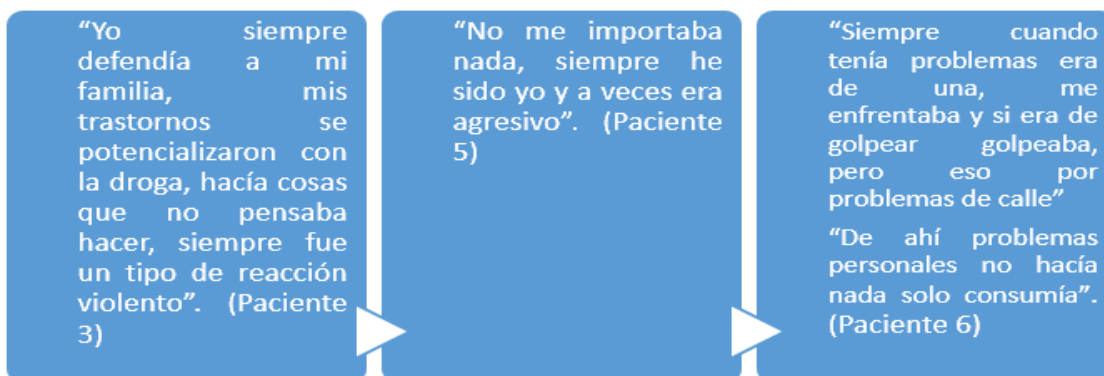 “Yo siempre
defendía a mi
familia, mis
trastornos se
potencializaron con
la droga, hacía cosas
que no pensaba
hacer, siempre fue
un tipo de reacción
violento”. (Paciente
3)
“No me importaba
nada, siempre he
sido yo y a veces era
agresivo”. (Paciente
5)
“Siempre cuando
tenía problemas era
de una, me
enfrentaba y si era de
golpear golpeaba,
pero eso por
problemas de calle”
“De ahí problemas
personales no hacía
nada solo consumía”.
(Paciente 6)